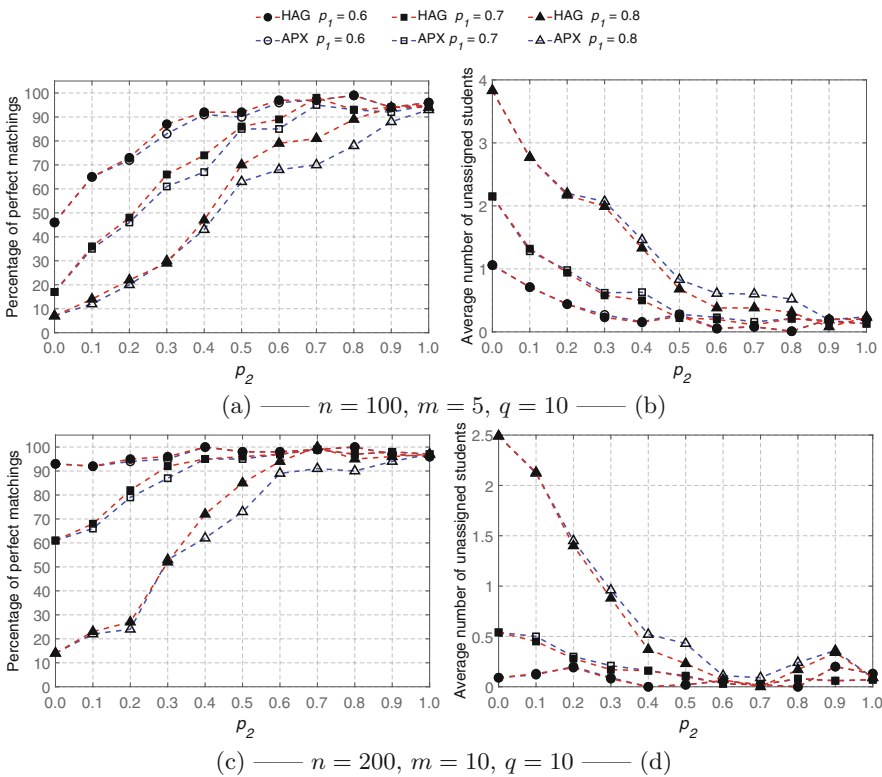 HAG p1 = 0.6 HAG p1 = 0.7 HAG p1 = 0.8
APX p1 = 0.6 APX p1 = 0.7 APX p1 = 0.8
Percentage of perfect matchings
100
90
80
70
60
50
40
30
20
10
0
0.0 0.1 0.2 0.3 0.4 0.5 0.6 0.7 0.8 0.9 1.0
p2
Average number of unassigned students
4
3
2
1
0
0.0 0.1 0.2 0.3 0.4 0.5 0.6 0.7 0.8 0.9 1.0
p2
(a) —— n = 100, m = 5, q = 10 —— (b)
Percentage of perfect matchings
100
90
80
70
60
50
40
30
20
10
0
0.0 0.1 0.2 0.3 0.4 0.5 0.6 0.7 0.8 0.9 1.0
p2
Average number of unassigned students
2.5
2
1.5
1
0.5
0
0.0 0.1 0.2 0.3 0.4 0.5 0.6 0.7 0.8 0.9 1.0
p2
(c) —— n = 200, m = 10, q = 10 —— (d)